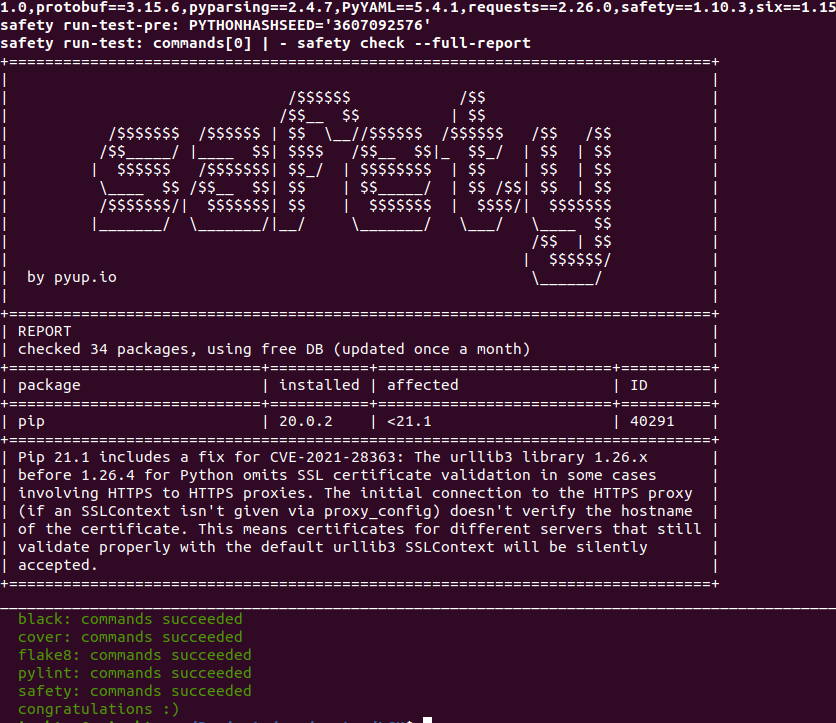 1.0,protobuf==3.15.6,pyparsing==2.4.7,PyYAML==5.4.1,requests==2.26.0,safety==1.10.3,six==1.15
safety run-test-pre: PYTHONHASHSEED='3607092576'
safety run-test: commands[0] | - safety check --full-report
safety
by pyup.io
REPORT
checked 34 packages, using free DB (updated once a month)
package | installed | affected | ID
pip | 20.0.2 | <21.1 | 40291
Pip 21.1 includes a fix for CVE-2021-28363: The urllib3 library 1.26.x
before 1.26.4 for Python omits SSL certificate validation in some cases
involving HTTPS to HTTPS proxies. The initial connection to the HTTPS proxy
(if an SSLContext isn't given via proxy_config) doesn't verify the hostname
of the certificate. This means certificates for different servers that still
validate properly with the default urllib3 SSLContext will be silently
accepted.
black: commands succeeded
cover: commands succeeded
flake8: commands succeeded
pylint: commands succeeded
safety: commands succeeded
congratulations :)